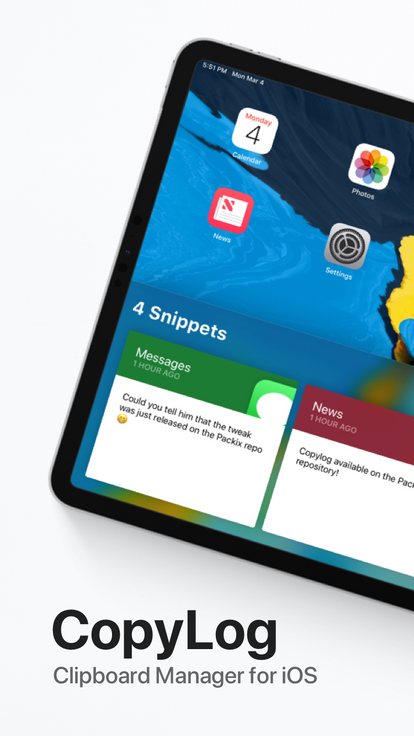 5:51 PM Mon Mar 4
Monday
4
Calendar
Photos
News
Settings
4 Snippets
Messages
1 HOUR AGO
Could you tell him that the tweak
was just released on the Packix repo
😁
News
1 HOUR AGO
Copylog available on the
repository!
CopyLog
Clipboard Manager for iOS